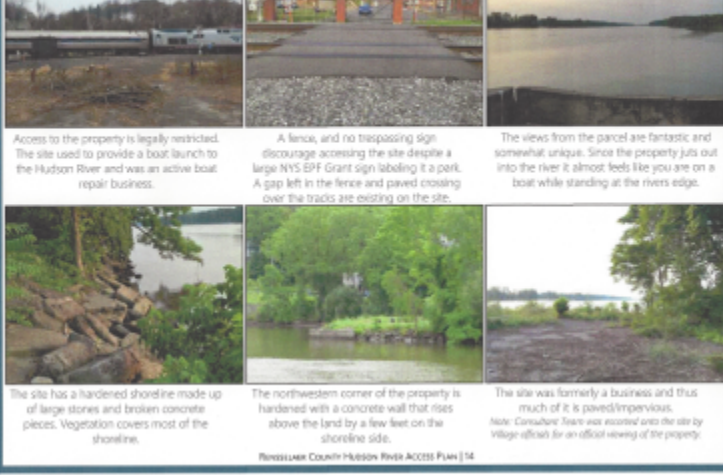 Access to the property is legally restricted.
The site used to provide a boat launch to
the Hudson River and was an active boat
repair business.
A fence, and no trespassing sign
discourage accessing the site despite a
large NYS EPF Grant sign labeling it a park.
A gap left in the fence and paved crossing
over the tracks are existing on the site.
The views from the parcel are fantastic and
somewhat unique. Since the property juts out
into the river it almost feels like you are on a
boat while standing at the rivers edge.
The site has a hardened shoreline made up
of large stones and broken concrete
pieces. Vegetation covers most of the
shoreline.
The northwestern corner of the property is
hardened with a concrete wall that rises
above the land by a few feet on the
shoreline side.
The site was formerly a business and thus
much of it is paved/impervious.
Note: Consultant Team was escorted onto the site by
Village officials for an official viewing of the property.
RENSSELAER COUNTY HUDSON RIVER ACCESS PLAN | 14